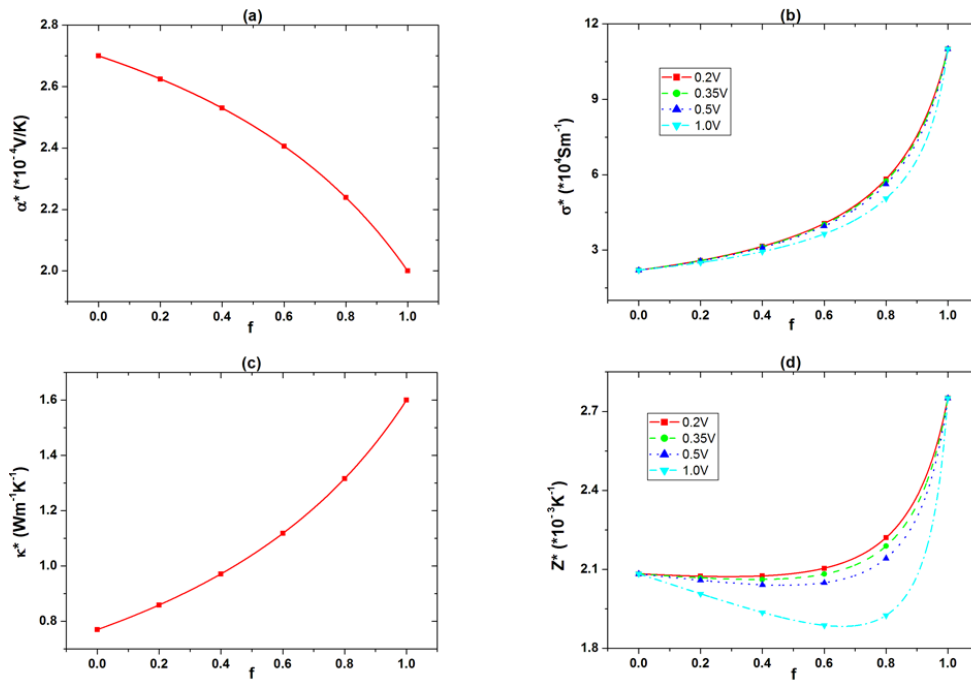 (a)
2.8
2.6
2.4
2.2
2.0
α* (*10⁻⁴V/K)
0.0 0.2 0.4 0.6 0.8 1.0
f
(b)
12
9
6
3
σ* (*10⁴Sm⁻¹)
0.2V
0.35V
0.5V
1.0V
0.0 0.2 0.4 0.6 0.8 1.0
f
(c)
1.6
1.4
1.2
1.0
0.8
κ* (Wm⁻¹K⁻¹)
0.0 0.2 0.4 0.6 0.8 1.0
f
(d)
2.7
2.4
2.1
1.8
Z* (*10⁻³K⁻¹)
0.2V
0.35V
0.5V
1.0V
0.0 0.2 0.4 0.6 0.8 1.0
f